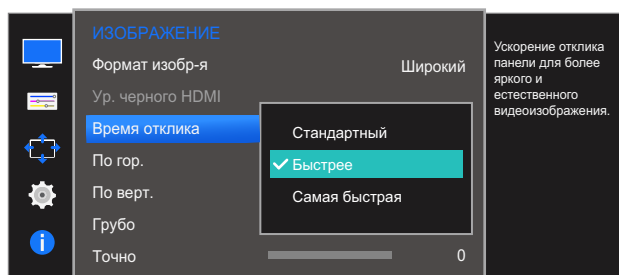 ИЗОБРАЖЕНИЕ
Формат изобр-я
Широкий
Ур. черного HDMI
Время отклика
Стандартный
Быстрее
Самая быстрая
По гор.
По верт.
Грубо
Точно
0
Ускорение отклика
панели для более
яркого и
естественного
видеоизображения.